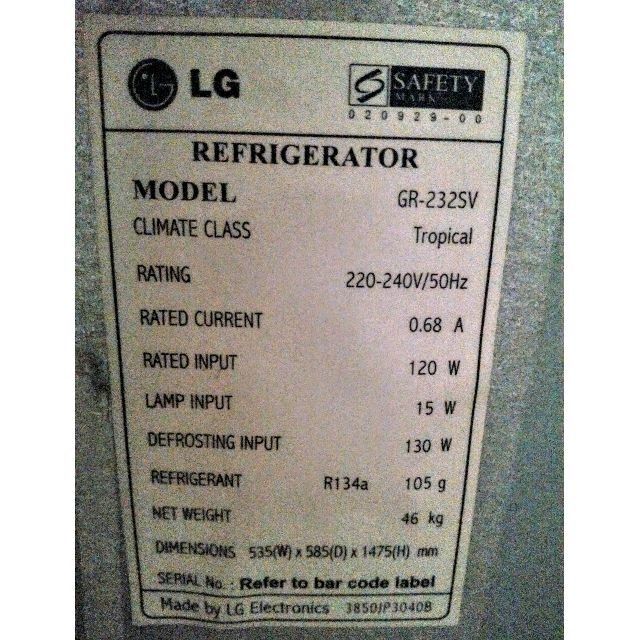 LG SAFETY
MARK
020929-00
REFRIGERATOR
MODEL GR-232SV
CLIMATE CLASS Tropical
RATING 220-240V/50Hz
RATED CURRENT 0.68 A
RATED INPUT 120 W
LAMP INPUT 15 W
DEFROSTING INPUT 130 W
REFRIGERANT R134a 105 g
NET WEIGHT 46 kg
DIMENSIONS 535(W) x 585(D) x 1475(H) mm
SERIAL No. : Refer to bar code label
Made by LG Electronics 3850JP3040B